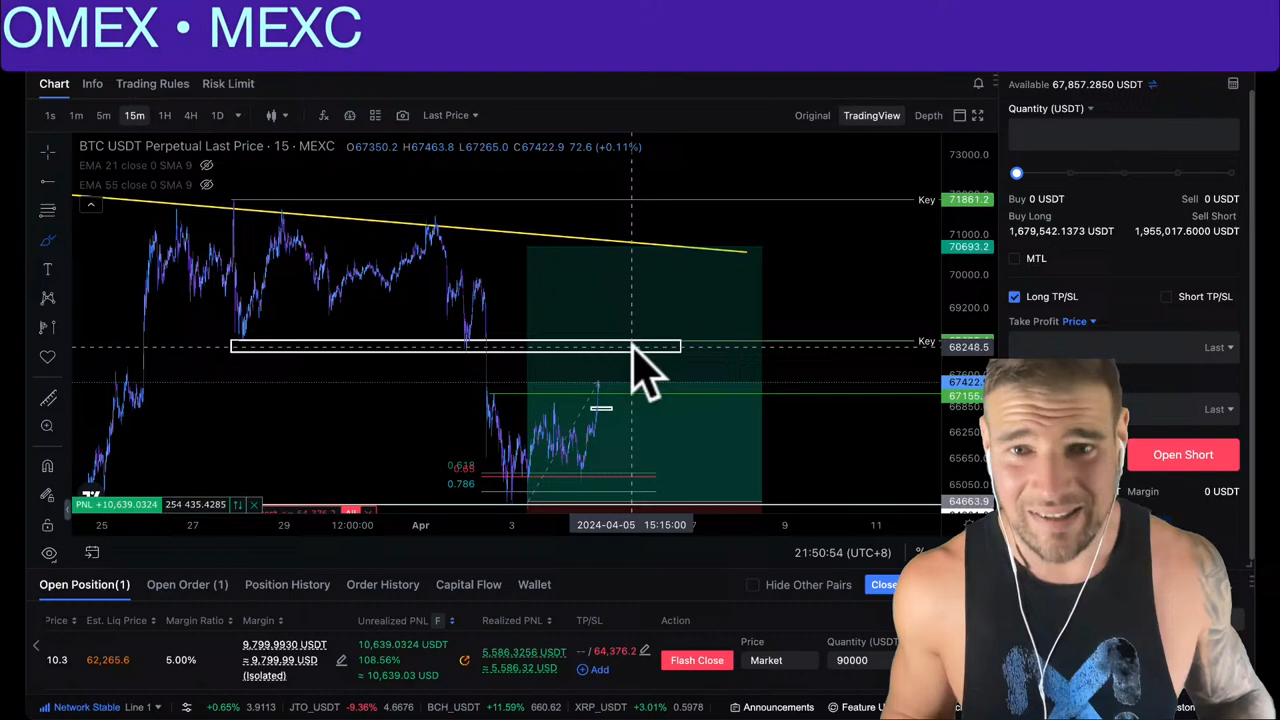 OMEX • MEXC
Chart Info Trading Rules Risk Limit
Available 67,857.2850 USDT
Quantity (USDT)
1s 1m 5m 15m 1H 4H 1D Last Price Original TradingView Depth
BTC USDT Perpetual Last Price · 15 · MEXC O67350.2 H67463.8 L67265.0 C67422.9 72.6 (+0.11%)
EMA 21 close 0 SMA 9
EMA 55 close 0 SMA 9
73000.0
Key 71861.2
71000.0
70693.2
70000.0
69200.0
Key
68248.5
67422.
67155.
66850.
66250.0
65650.0
65050.0
64663.9
Buy 0 USDT Sell 0 USDT
Buy Long Sell Short
1,679,542.1373 USDT 1,955,017.6000 USDT
MTL
Long TP/SL Short TP/SL
Take Profit Price
Last
Last
Open Short
Margin 0 USDT
0.618
0.65
0.786
PNL +10,639.0324 254 435.4285
25 27 29 12:00:00 Apr 3 2024-04-05 15:15:00 7 9 11
21:50:54 (UTC+8) %
Open Position(1) Open Order (1) Position History Order History Capital Flow Wallet Hide Other Pairs Close
Price Est. Liq Price Margin Ratio Margin Unrealized PNL F Realized PNL TP/SL Action Price Quantity (USD
10.3 62,265.6 5.00% 9,799.9930 USDT
≈ 9,799.99 USD
(Isolated)
10,639.0324 USDT
108.56%
≈ 10,639.03 USD
5,586.3256 USDT
≈ 5,586.32 USD
-- / 64,376.2
Add
Flash Close Market 90000
Network Stable Line 1 +0.65% 3.9113 JTO_USDT -9.36% 4.6676 BCH_USDT +11.59% 660.62 XRP_USDT +3.01% 0.5978 Announcements Feature